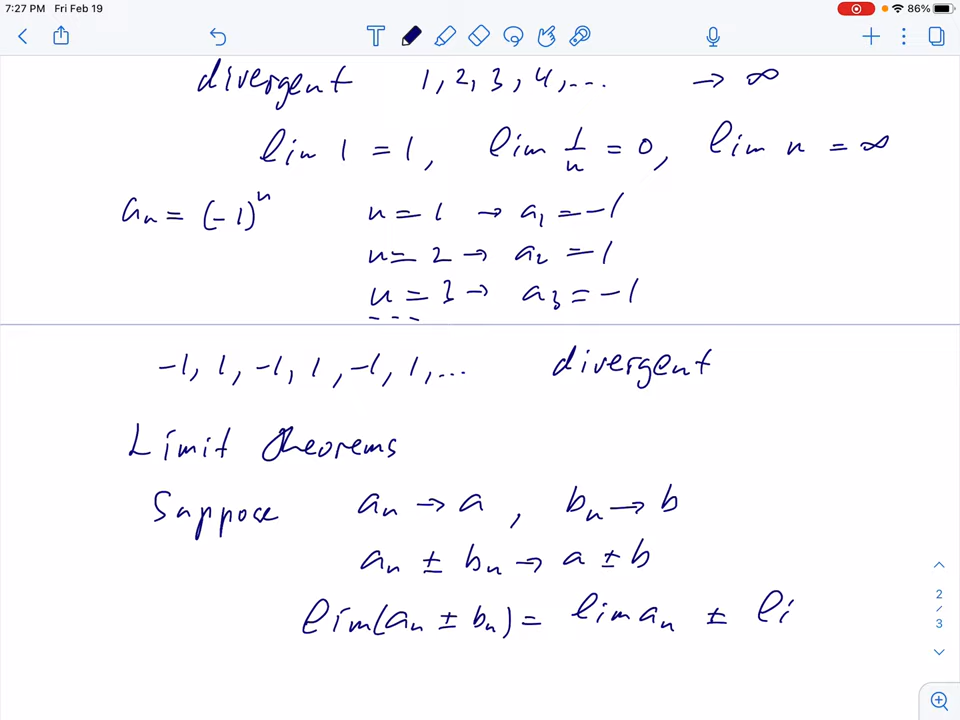 7:27 PM Fri Feb 19 86%
divergent 1, 2, 3, 4, ... → ∞
lim 1 = 1, lim 1/n = 0, lim n = ∞
aₙ = (-1)ⁿ n = 1 → a₁ = -1
n = 2 → a₂ = 1
n = 3 → a₃ = -1
---
-1, 1, -1, 1, -1, 1, ... divergent
Limit theorems
Suppose aₙ → a, bₙ → b
aₙ ± bₙ → a ± b
lim(aₙ ± bₙ) = lim aₙ ± li
2
/
3